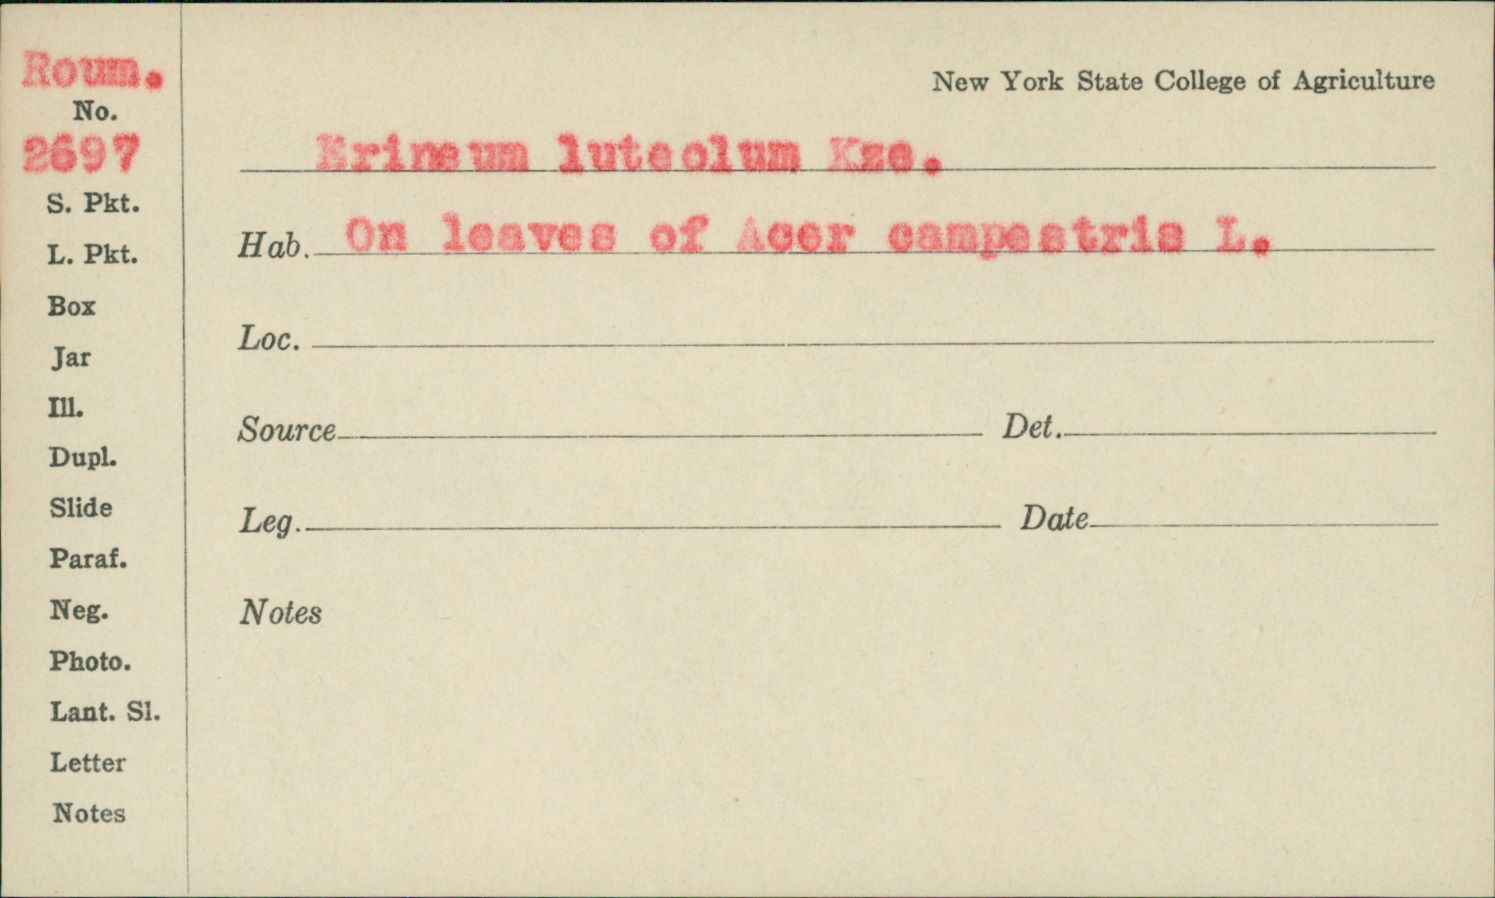 Roum.
No.
2697
S. Pkt.
L. Pkt.
Box
Jar
Ill.
Dupl.
Slide
Paraf.
Neg.
Photo.
Lant. Sl.
Letter
Notes
New York State College of Agriculture
Erineum luteolum Kze.
Hab. On leaves of Acer campestris L.
Loc.
Source Det.
Leg. Date
Notes